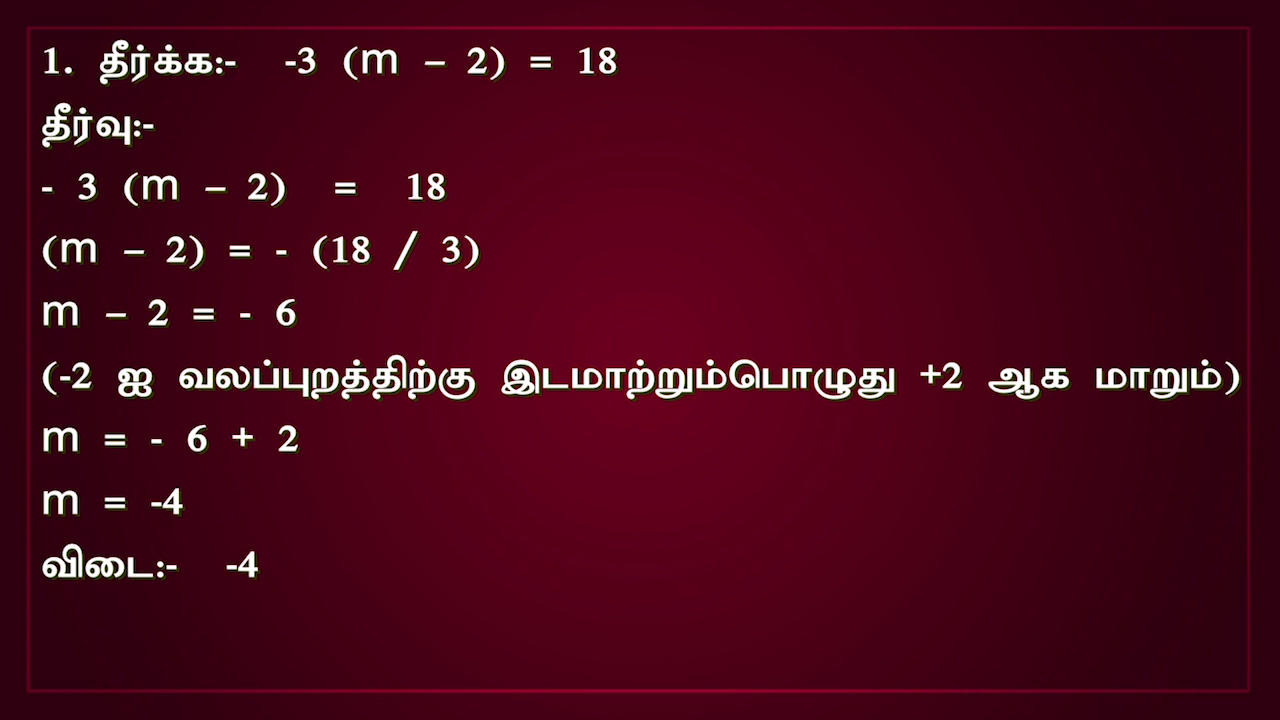 1. தீர்க்க:- -3 (m – 2) = 18
தீர்வு:-
- 3 (m – 2) = 18
(m – 2) = - (18 / 3)
m – 2 = - 6
(-2 ஐ வலப்புறத்திற்கு இடமாற்றும்பொழுது +2 ஆக மாறும்)
m = - 6 + 2
m = -4
விடை:- -4